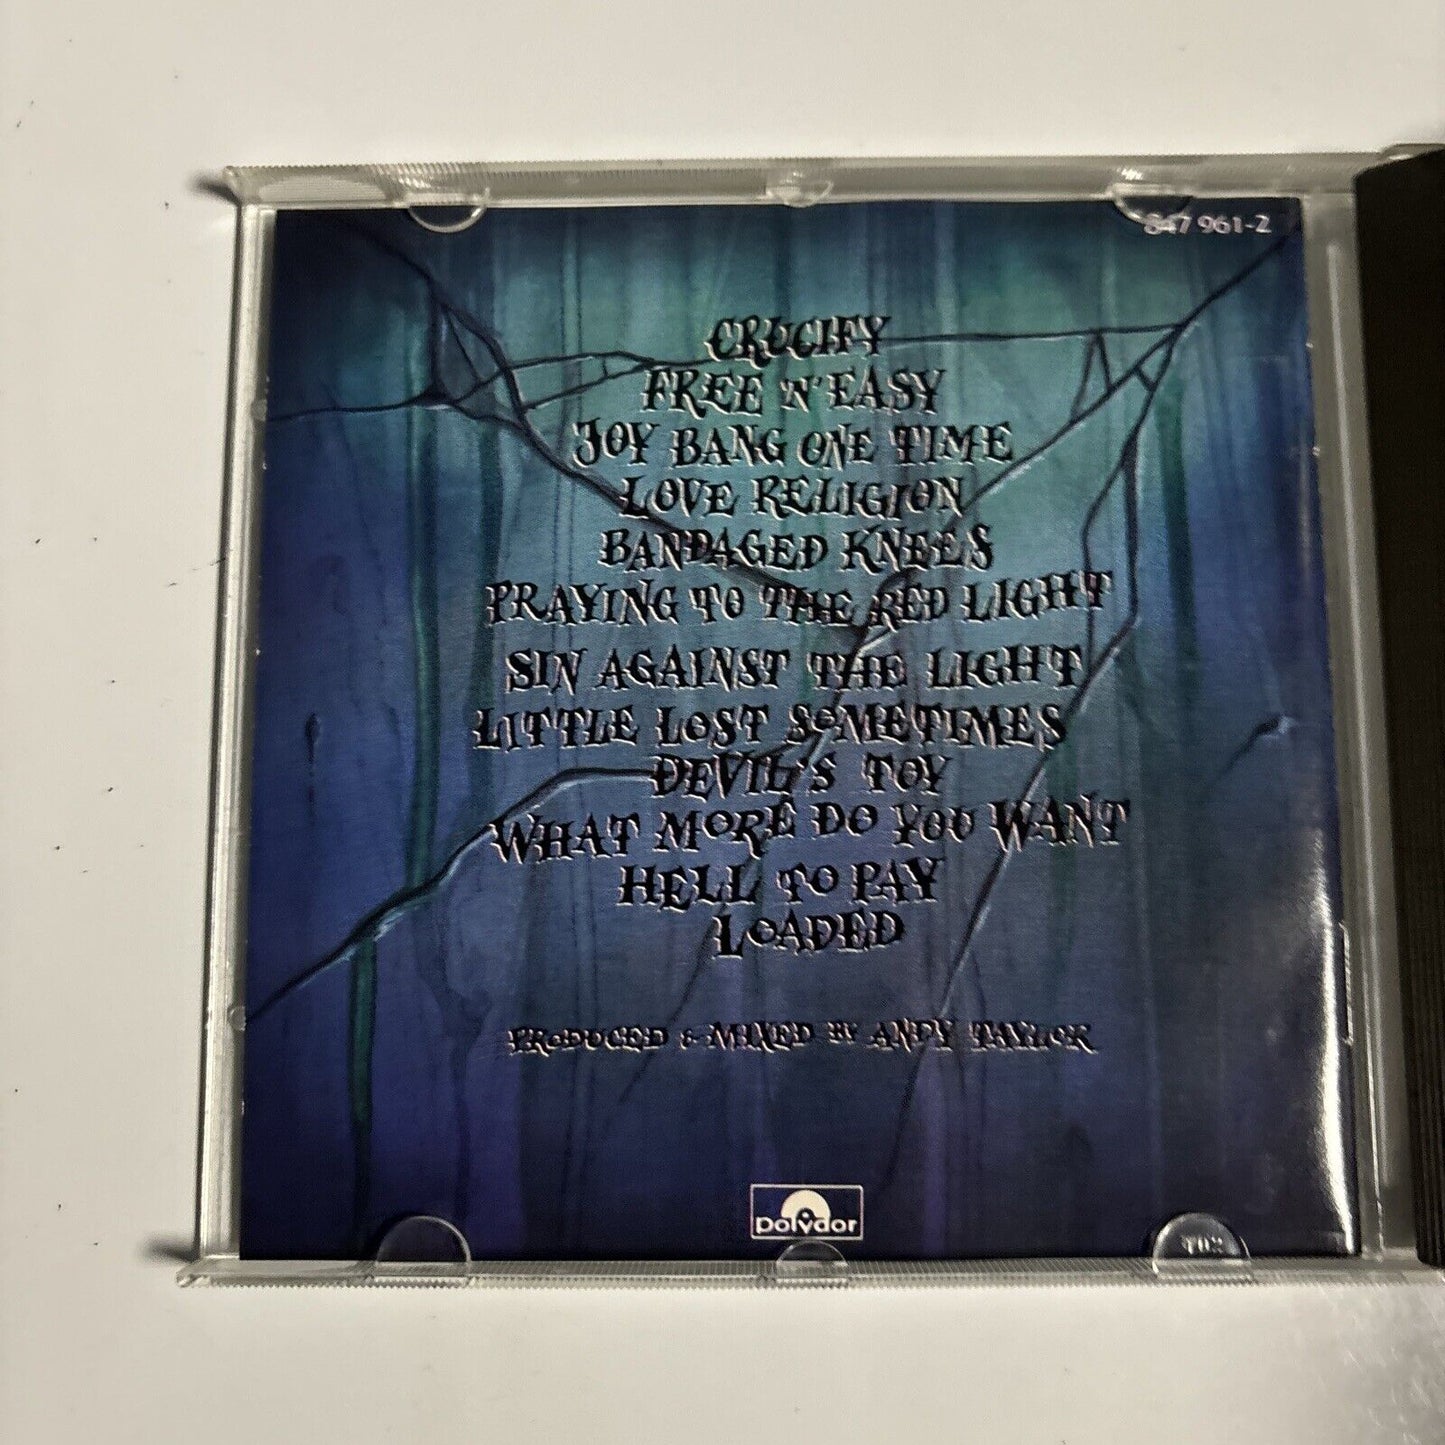 847 961-2
CRUCIFY
FREE 'N' EASY
JOY BANG ONE TIME
LOVE RELIGION
BANDAGED KNEES
PRAYING TO THE RED LIGHT
SIN AGAINST THE LIGHT
LITTLE LOST SOMETIMES
DEVIL'S TOY
WHAT MORE DO YOU WANT
HELL TO PAY
LOADED
PRODUCED & MIXED BY ANDY TAYLOR
polydor